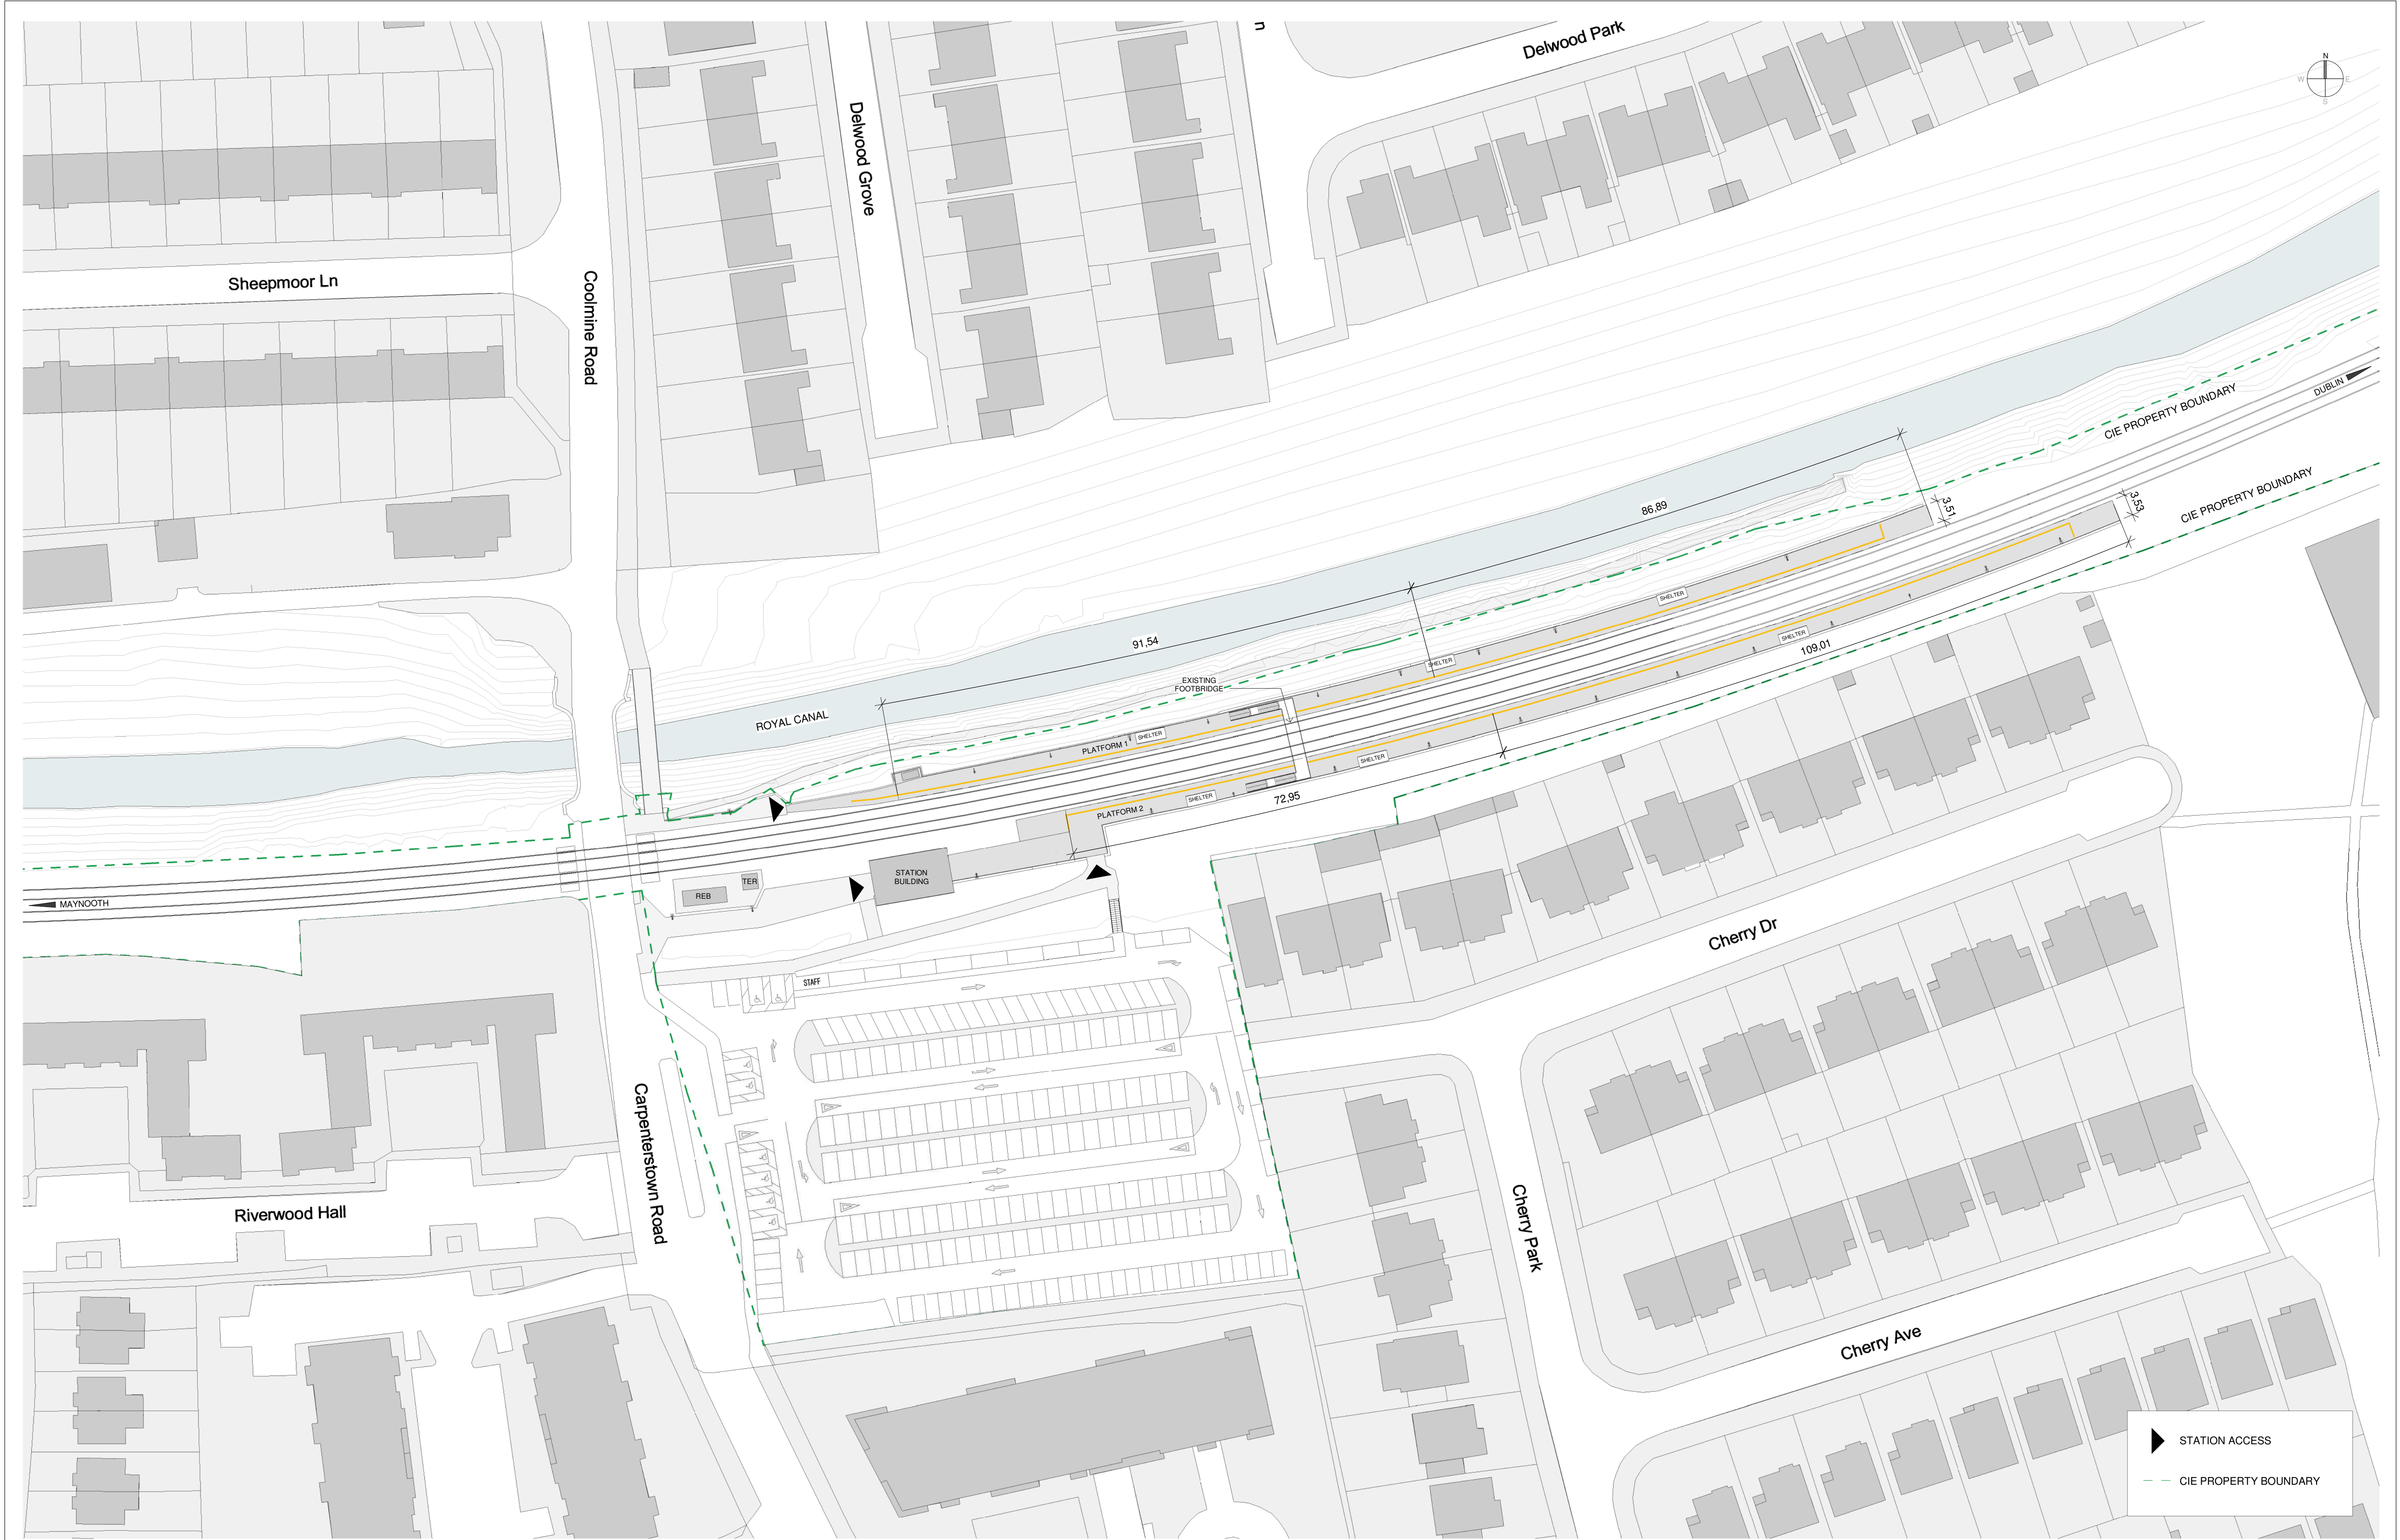 Delwood Park
n
N
W
E
S
Delwood Grove
Sheepmoor Ln
Coolmine Road
DUBLIN
CIE PROPERTY BOUNDARY
CIE PROPERTY BOUNDARY
86,89
3,51
3,53
SHELTER
SHELTER
SHELTER
91,54
109,01
EXISTING
FOOTBRIDGE
ROYAL CANAL
PLATFORM 1
SHELTER
SHELTER
72,95
SHELTER
PLATFORM 2
STATION
BUILDING
TER
REB
MAYNOOTH
Cherry Dr
STAFF
Carpenterstown Road
Riverwood Hall
Cherry Park
Cherry Ave
STATION ACCESS
CIE PROPERTY BOUNDARY